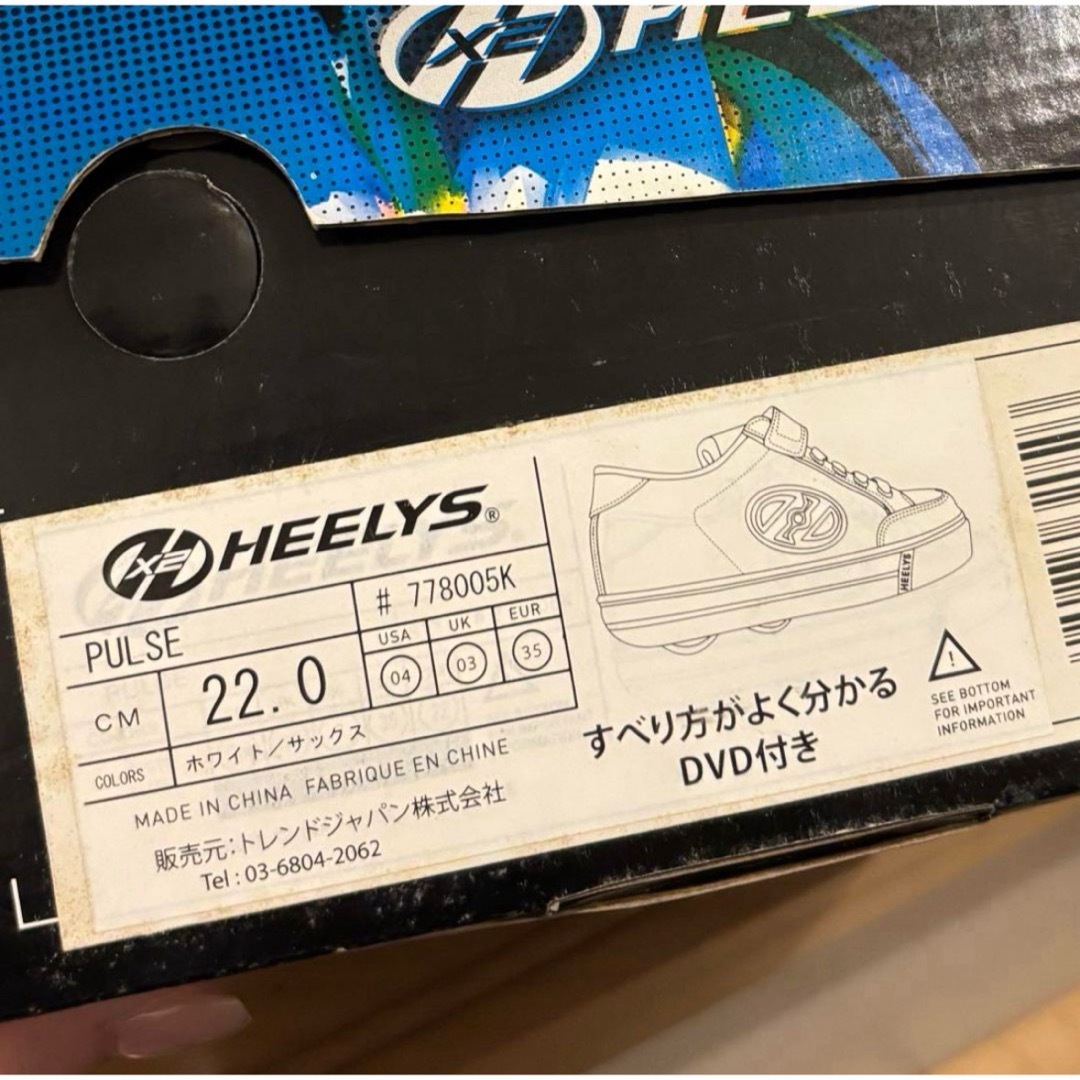 X2 HEELYS
X2 HEELYS®
PULSE
# 778005K
CM
22.0
USA
UK
EUR
04
03
35
COLORS
ホワイト/サックス
MADE IN CHINA FABRIQUE EN CHINE
販売元:トレンドジャパン株式会社
Tel : 03-6804-2062
HEELYS
すべり方がよく分かる
DVD付き
SEE BOTTOM
FOR IMPORTANT
INFORMATION